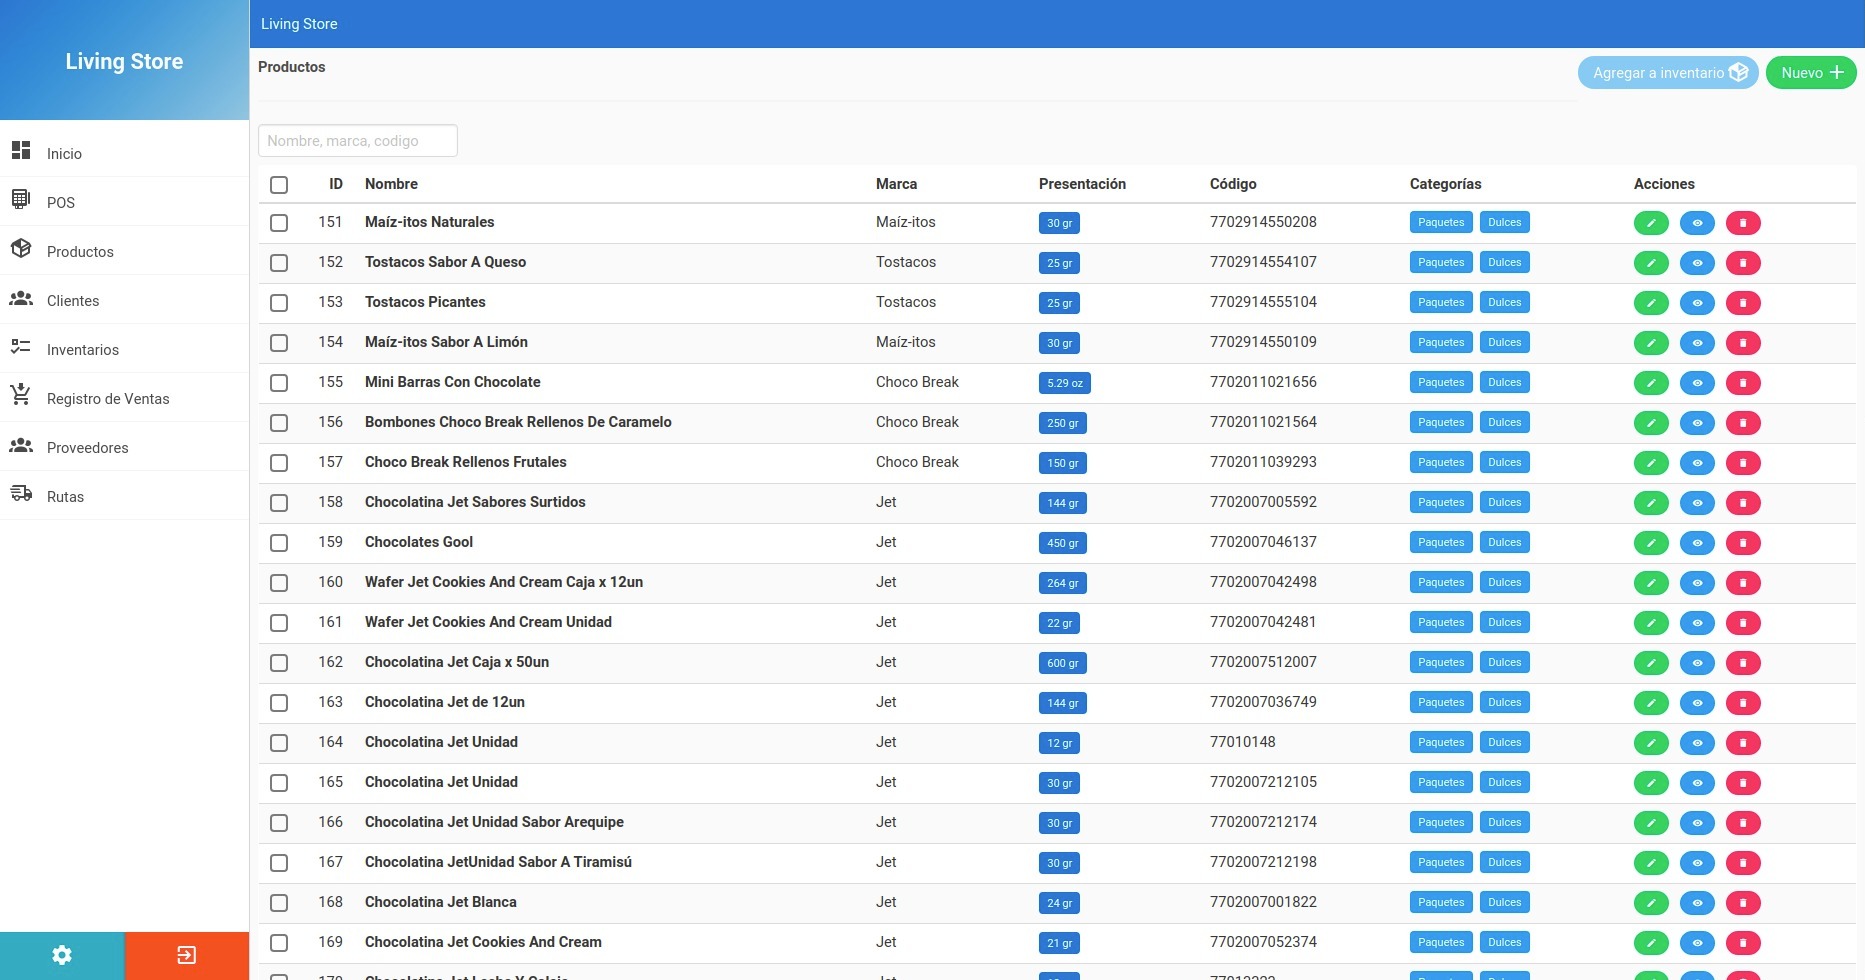 Living Store
Living Store
Inicio
POS
Productos
Clientes
Inventarios
Registro de Ventas
Proveedores
Rutas
Productos
Agregar a inventario
Nuevo
Nombre, marca, codigo
ID Nombre Marca Presentación Código Categorías Acciones
151 Maíz-itos Naturales Maíz-itos 30 gr 7702914550208 Paquetes Dulces
152 Tostacos Sabor A Queso Tostacos 25 gr 7702914554107 Paquetes Dulces
153 Tostacos Picantes Tostacos 25 gr 7702914555104 Paquetes Dulces
154 Maíz-itos Sabor A Limón Maíz-itos 30 gr 7702914550109 Paquetes Dulces
155 Mini Barras Con Chocolate Choco Break 5.29 oz 7702011021656 Paquetes Dulces
156 Bombones Choco Break Rellenos De Caramelo Choco Break 250 gr 7702011021564 Paquetes Dulces
157 Choco Break Rellenos Frutales Choco Break 150 gr 7702011039293 Paquetes Dulces
158 Chocolatina Jet Sabores Surtidos Jet 144 gr 7702007005592 Paquetes Dulces
159 Chocolates Gool Jet 450 gr 7702007046137 Paquetes Dulces
160 Wafer Jet Cookies And Cream Caja x 12un Jet 264 gr 7702007042498 Paquetes Dulces
161 Wafer Jet Cookies And Cream Unidad Jet 22 gr 7702007042481 Paquetes Dulces
162 Chocolatina Jet Caja x 50un Jet 600 gr 7702007512007 Paquetes Dulces
163 Chocolatina Jet de 12un Jet 144 gr 7702007036749 Paquetes Dulces
164 Chocolatina Jet Unidad Jet 12 gr 77010148 Paquetes Dulces
165 Chocolatina Jet Unidad Jet 30 gr 7702007212105 Paquetes Dulces
166 Chocolatina Jet Unidad Sabor Arequipe Jet 30 gr 7702007212174 Paquetes Dulces
167 Chocolatina JetUnidad Sabor A Tiramisú Jet 30 gr 7702007212198 Paquetes Dulces
168 Chocolatina Jet Blanca Jet 24 gr 7702007001822 Paquetes Dulces
169 Chocolatina Jet Cookies And Cream Jet 21 gr 7702007052374 Paquetes Dulces